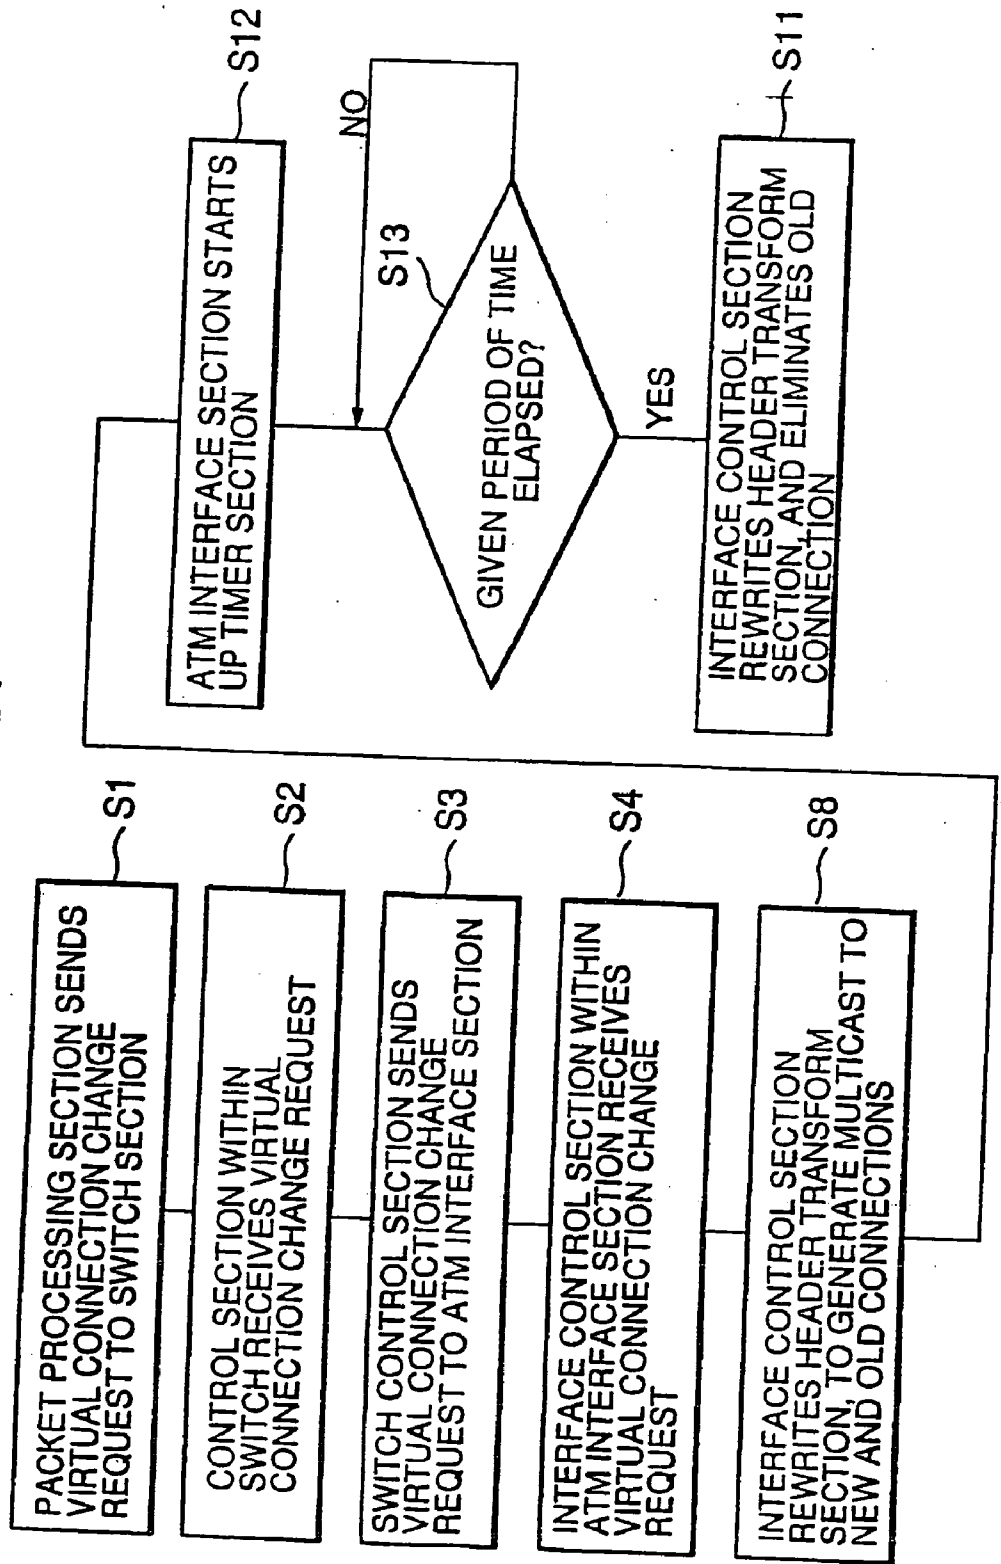 PACKET PROCESSING SECTION SENDS
VIRTUAL CONNECTION CHANGE
REQUEST TO SWITCH SECTION
S1
CONTROL SECTION WITHIN
SWITCH RECEIVES VIRTUAL
CONNECTION CHANGE REQUEST
S2
SWITCH CONTROL SECTION SENDS
VIRTUAL CONNECTION CHANGE
REQUEST TO ATM INTERFACE SECTION
S3
INTERFACE CONTROL SECTION WITHIN
ATM INTERFACE SECTION RECEIVES
VIRTUAL CONNECTION CHANGE
REQUEST
S4
INTERFACE CONTROL SECTION
REWRITES HEADER TRANSFORM
SECTION, TO GENERATE MULTICAST TO
NEW AND OLD CONNECTIONS
S8
ATM INTERFACE SECTION STARTS
UP TIMER SECTION
S12
NO
S13
GIVEN PERIOD OF TIME
ELAPSED?
YES
INTERFACE CONTROL SECTION
REWRITES HEADER TRANSFORM
SECTION, AND ELIMINATES OLD
CONNECTION
S11